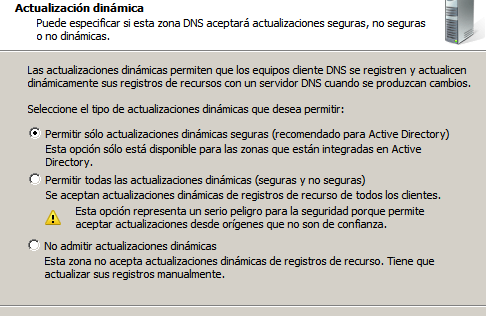 Actualización dinámica
Puede especificar si esta zona DNS aceptará actualizaciones seguras, no seguras
o no dinámicas.
Las actualizaciones dinámicas permiten que los equipos cliente DNS se registren y actualicen
dinámicamente sus registros de recursos con un servidor DNS cuando se produzcan cambios.
Seleccione el tipo de actualizaciones dinámicas que desea permitir:
Permitir sólo actualizaciones dinámicas seguras (recomendado para Active Directory)
Esta opción sólo está disponible para las zonas que están integradas en Active
Directory.
Permitir todas las actualizaciones dinámicas (seguras y no seguras)
Se aceptan actualizaciones dinámicas de registros de recurso de todos los clientes.
Esta opción representa un serio peligro para la seguridad porque permite
aceptar actualizaciones desde orígenes que no son de confianza.
No admitir actualizaciones dinámicas
Esta zona no acepta actualizaciones dinámicas de registros de recurso. Tiene que
actualizar sus registros manualmente.